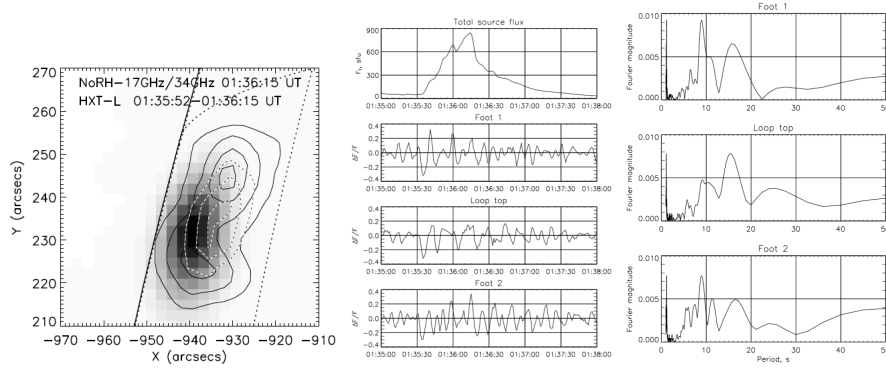 NoRH−17GHz/34GHz 01:36:15 UT
HXT−L 01:35:52−01:36:15 UT
270
260
250
240
230
220
210
Y (arcsecs)
−970 −960 −950 −940 −930 −920 −910
X (arcsecs)
Total source flux
900
600
300
0
F, sfu
01:35:00 01:35:30 01:36:00 01:36:30 01:37:00 01:37:30 01:38:00
Foot 1
0.4
0.2
0.0
−0.2
−0.4
ΔF/F
01:35:00 01:35:30 01:36:00 01:36:30 01:37:00 01:37:30 01:38:00
Loop top
0.4
0.2
0.0
−0.2
−0.4
ΔF/F
01:35:00 01:35:30 01:36:00 01:36:30 01:37:00 01:37:30 01:38:00
Foot 2
0.4
0.2
0.0
−0.2
−0.4
ΔF/F
01:35:00 01:35:30 01:36:00 01:36:30 01:37:00 01:37:30 01:38:00
Foot 1
0.010
0.005
0.000
Fourier magnitude
0 10 20 30 40 50
Loop top
0.010
0.005
0.000
Fourier magnitude
0 10 20 30 40 50
Foot 2
0.010
0.005
0.000
Fourier magnitude
0 10 20 30 40 50
Period, s